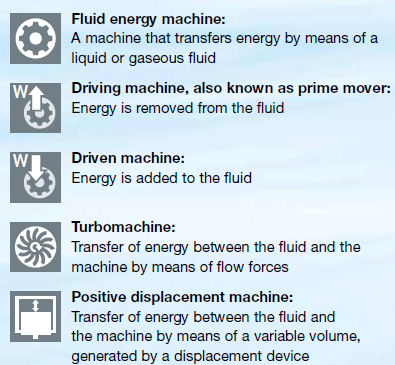 Fluid energy machine:
A machine that transfers energy by means of a
liquid or gaseous fluid
W
Driving machine, also known as prime mover:
Energy is removed from the fluid
W
Driven machine:
Energy is added to the fluid
Turbomachine:
Transfer of energy between the fluid and the
machine by means of flow forces
Positive displacement machine:
Transfer of energy between the fluid and
the machine by means of a variable volume,
generated by a displacement device